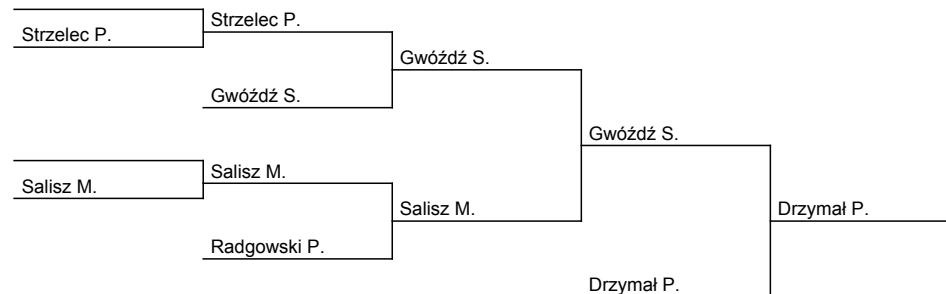 Strzelec P.
Strzelec P.
Gwóźdź S.
Gwóźdź S.
Gwóźdź S.
Salisz M.
Salisz M.
Salisz M.
Drzymał P.
Radgowski P.
Drzymał P.